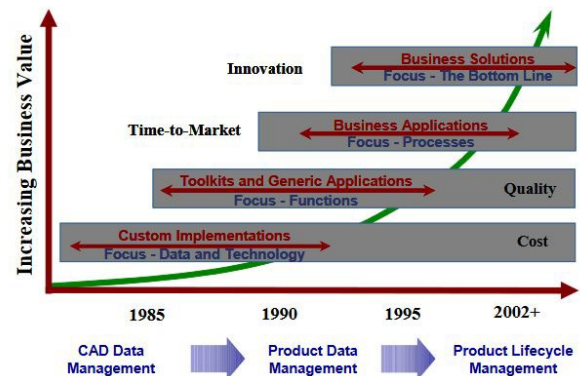 Increasing Business Value
Innovation
Business Solutions
Focus - The Bottom Line
Time-to-Market
Business Applications
Focus - Processes
Toolkits and Generic Applications
Focus - Functions
Quality
Custom Implementations
Focus - Data and Technology
Cost
1985 1990 1995 2002+
CAD Data Management
Product Data Management
Product Lifecycle Management